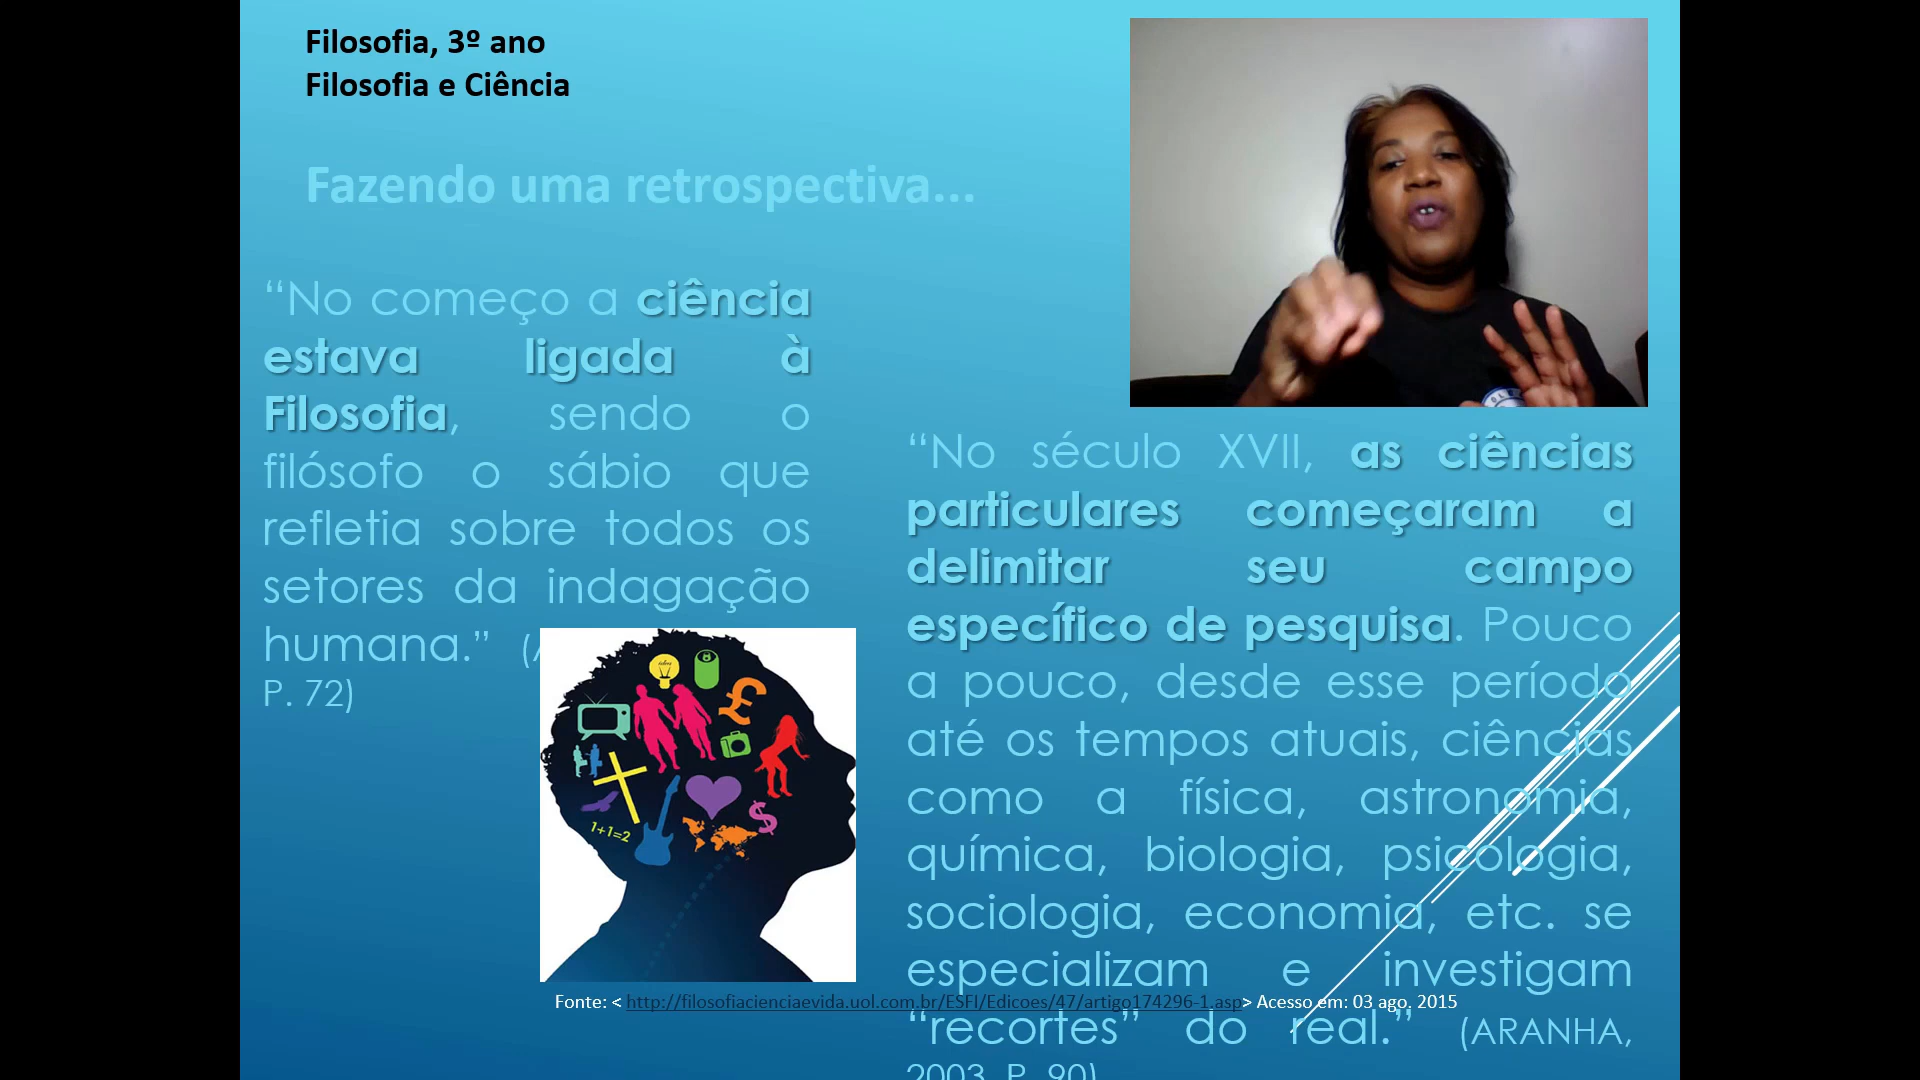 Filosofia, 3º ano
Filosofia e Ciência
Fazendo uma retrospectiva...
“No começo a ciência
estava ligada à
Filosofia, sendo o
filósofo o sábio que
refletia sobre todos os
setores da indagação
humana.” (
P. 72)
“No século XVII, as ciências
particulares começaram a
delimitar seu campo
específico de pesquisa. Pouco
a pouco, desde esse período
até os tempos atuais, ciências
como a física, astronomia,
química, biologia, psicologia,
sociologia, economia, etc. se
especializam e investigam
“recortes” do real.” (ARANHA,
2003, P. 90)
1+1=2
£
$
Fonte: < http://filosofiacienciaevida.uol.com.br/ESFI/Edicoes/47/artigo174296-1.asp> Acesso em: 03 ago. 2015